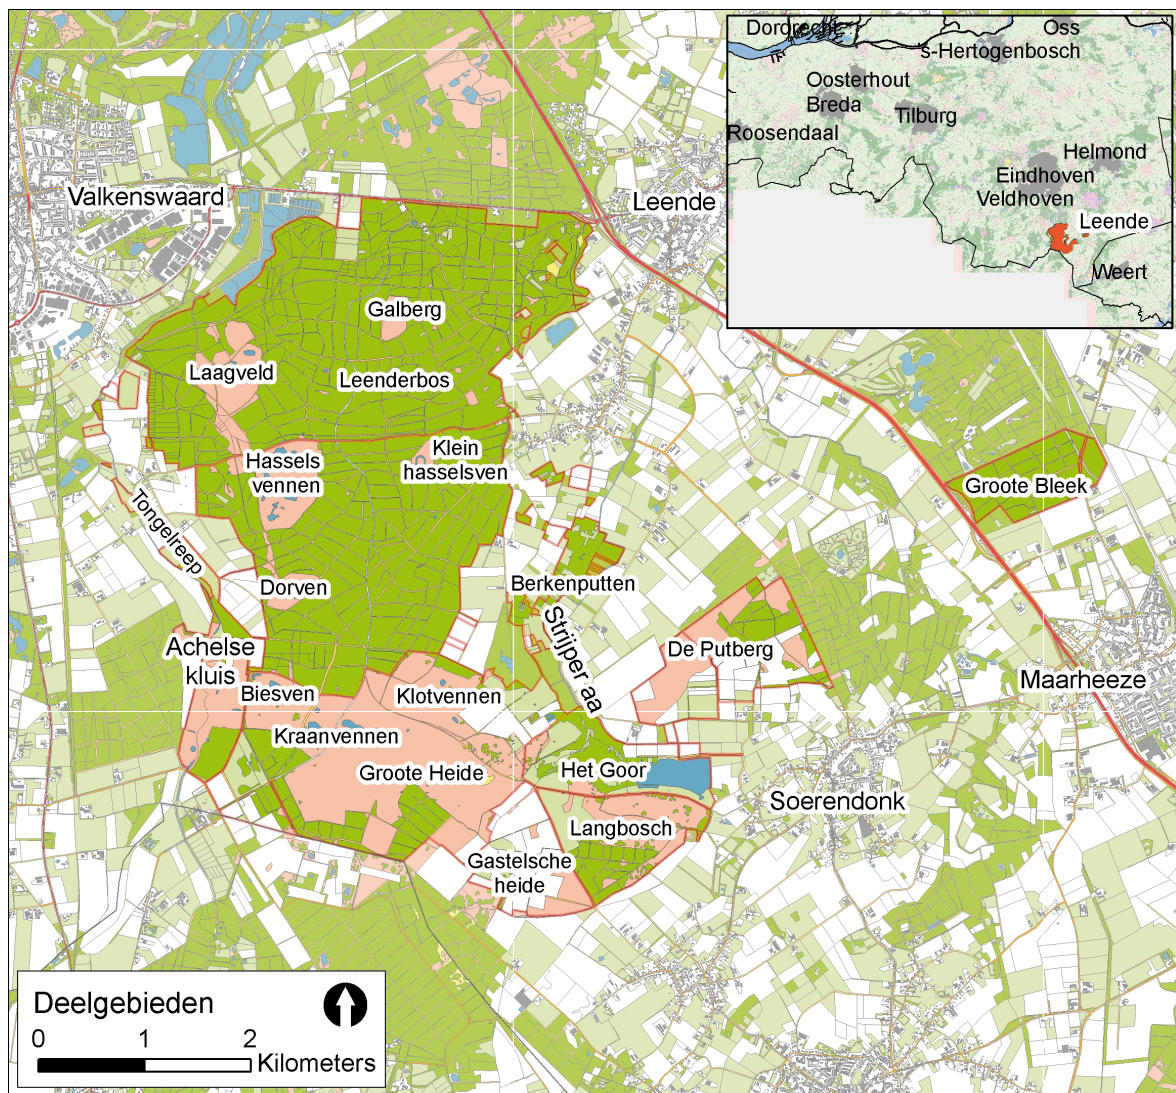 Dordrecht
Oss
s-Hertogenbosch
Oosterhout
Breda
Tilburg
Roosendaal
Helmond
Eindhoven
Veldhoven
Leende
Weert
Valkenswaard
Leende
Galberg
Laagveld
Leenderbos
Klein
hasselsven
Hassels
vennen
Groote Bleek
Tongelreep
Dorven
Berkenputten
Strijper aa
Achelse
kluis
De Putberg
Maarheeze
Biesven
Klotvennen
Kraanvennen
Groote Heide
Het Goor
Soerendonk
Langbosch
Gastelsche
heide
Deelgebieden
0 1 2
Kilometers